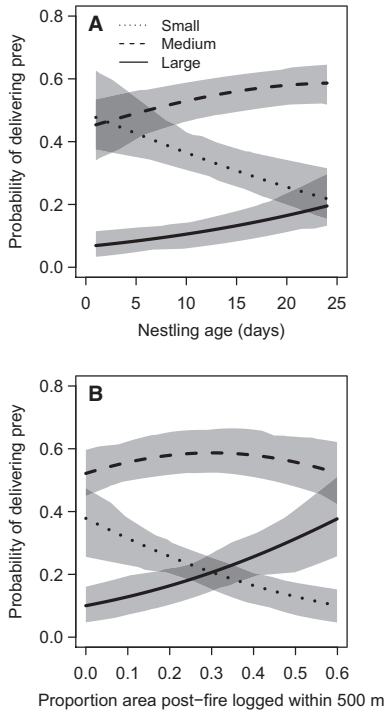 A
Small
Medium
Large
Probability of delivering prey
0.8
0.6
0.4
0.2
0.0
0 5 10 15 20 25
Nestling age (days)
B
Probability of delivering prey
0.8
0.6
0.4
0.2
0.0
0.0 0.1 0.2 0.3 0.4 0.5 0.6
Proportion area post−fire logged within 500 m